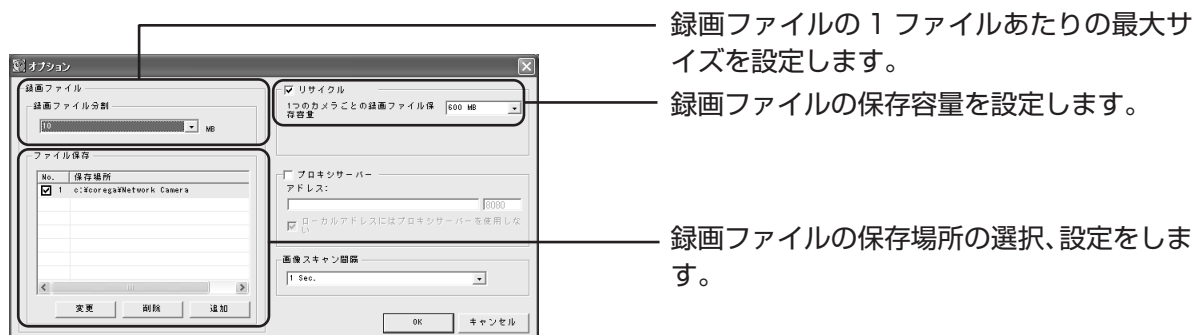 録画ファイルの 1 ファイルあたりの最大サ
イズを設定します。
録画ファイルの保存容量を設定します。
録画ファイルの保存場所の選択、設定をしま
す。
オプション
録画ファイル
録画ファイル分割
10 MB
ファイル保存
No. 保存場所
1 c:¥corega¥Network Camera
変更 削除 追加
リサイクル
1つのカメラごとの録画ファイル保
存容量
600 MB
プロキシサーバー
アドレス:
8080
ローカルアドレスにはプロキシサーバーを使用しな
い
画像スキャン間隔
1 Sec.
OK キャンセル